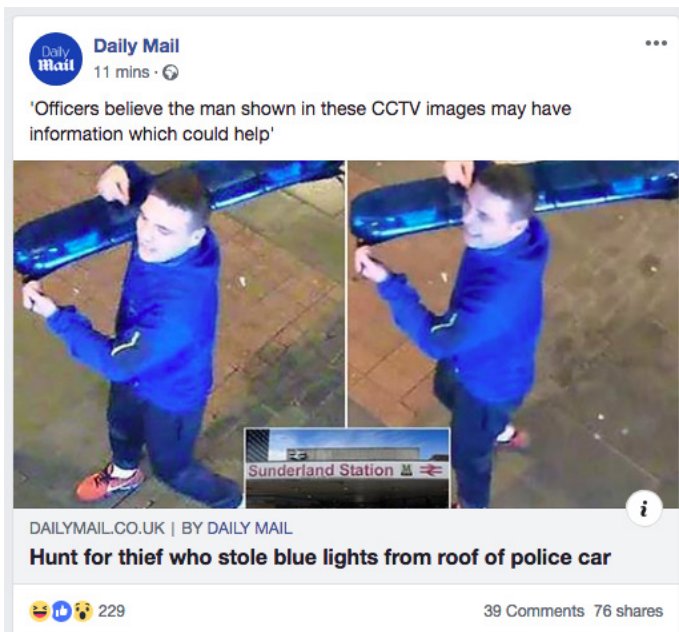 Daily Mail
Daily Mail
11 mins ·
'Officers believe the man shown in these CCTV images may have
information which could help'
Sunderland Station
i
DAILYMAIL.CO.UK | BY DAILY MAIL
Hunt for thief who stole blue lights from roof of police car
229
39 Comments 76 shares